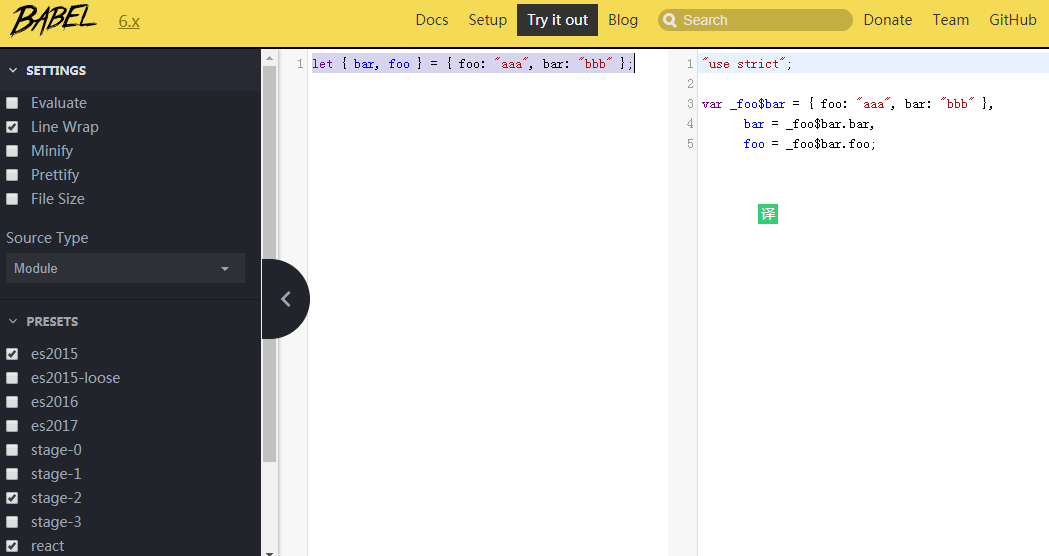 BABEL 6.x Docs Setup Try it out Blog Search Donate Team GitHub
SETTINGS
Evaluate
Line Wrap
Minify
Prettify
File Size
Source Type
Module
PRESETS
es2015
es2015-loose
es2016
es2017
stage-0
stage-1
stage-2
stage-3
react
1 let { bar, foo } = { foo: "aaa", bar: "bbb" };
1 "use strict";
2
3 var _foo$bar = { foo: "aaa", bar: "bbb" },
4 bar = _foo$bar.bar,
5 foo = _foo$bar.foo;
译